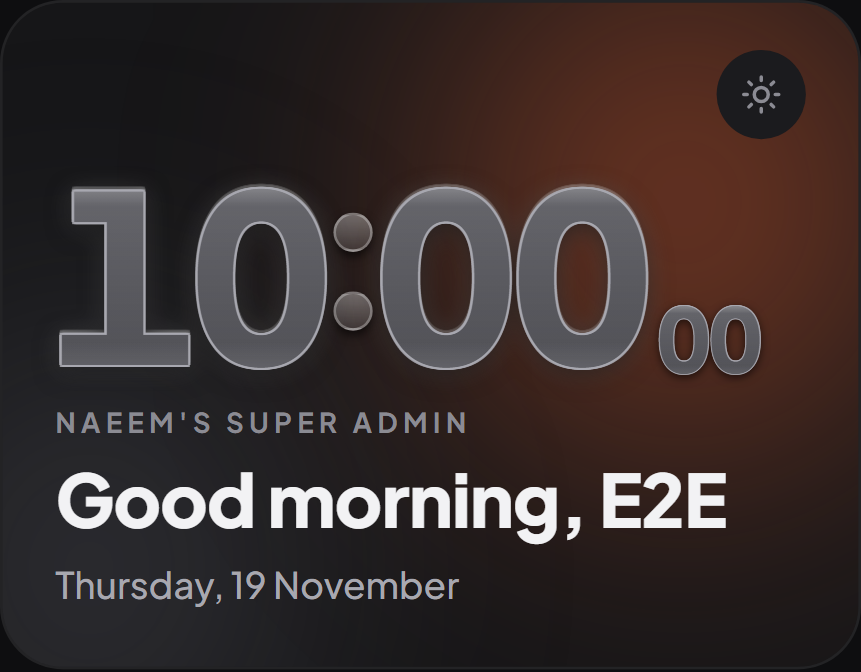 10:00 00
NAEEM'S SUPER ADMIN
Good morning, E2E
Thursday, 19 November